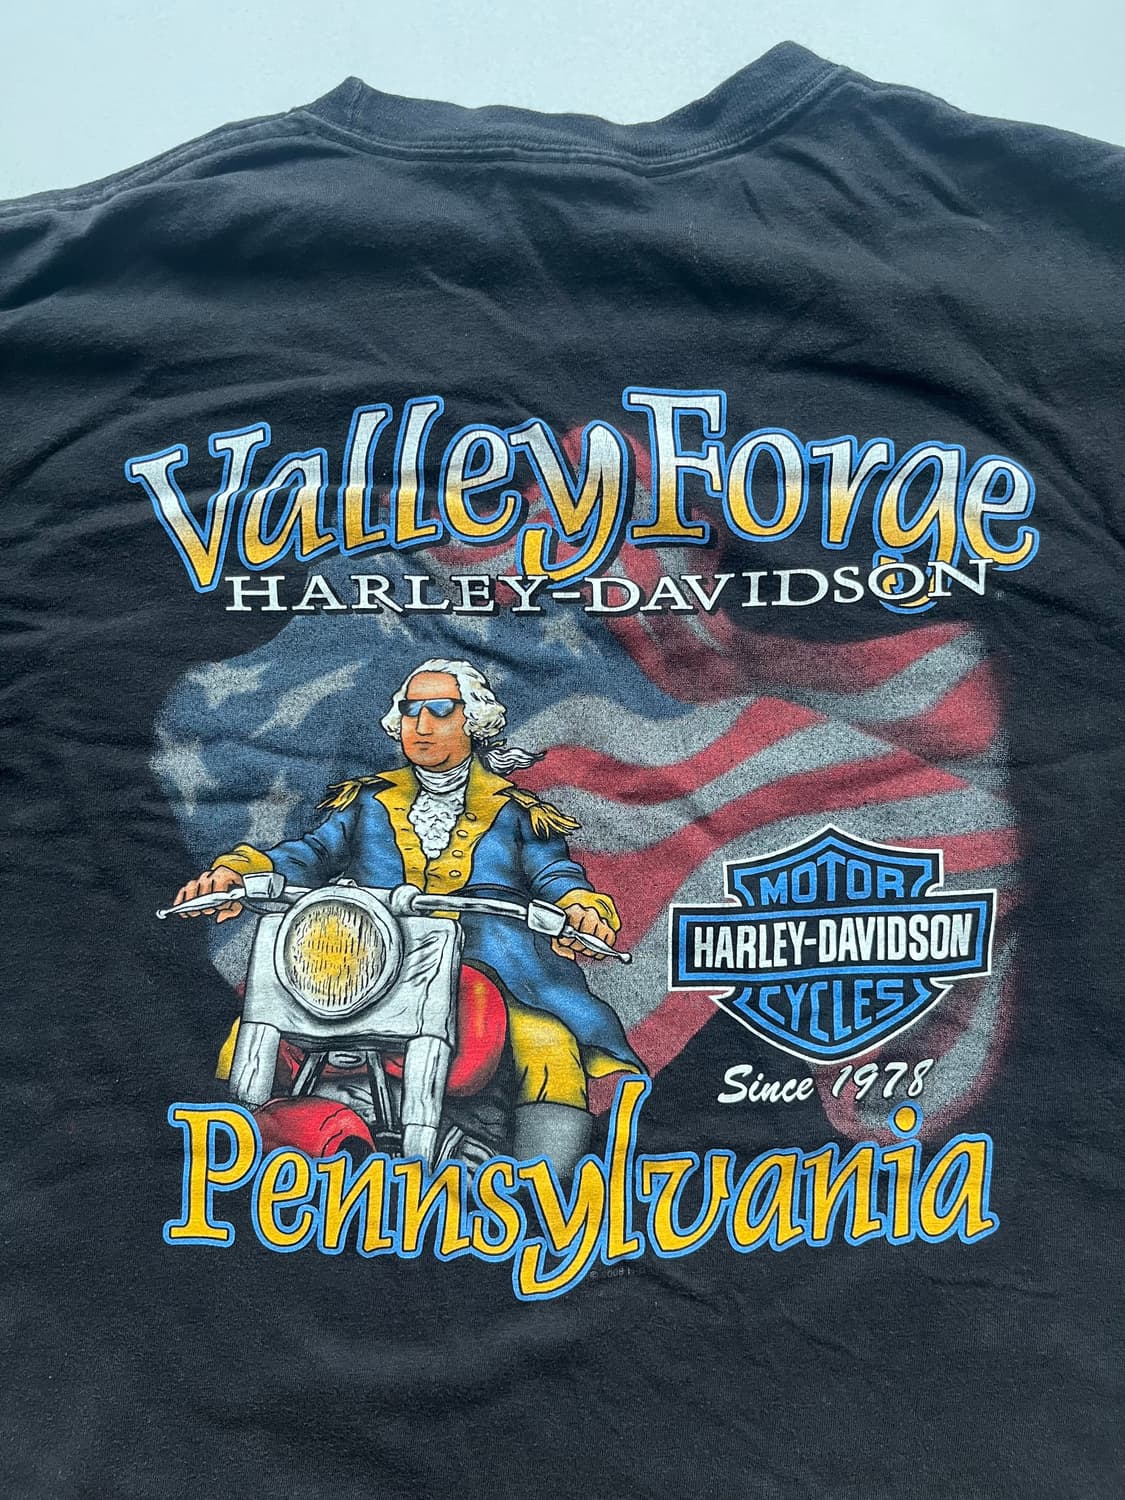 Valley Forge
HARLEY-DAVIDSON
MOTOR
HARLEY-DAVIDSON
CYCLES
Since 1978
Pennsylvania